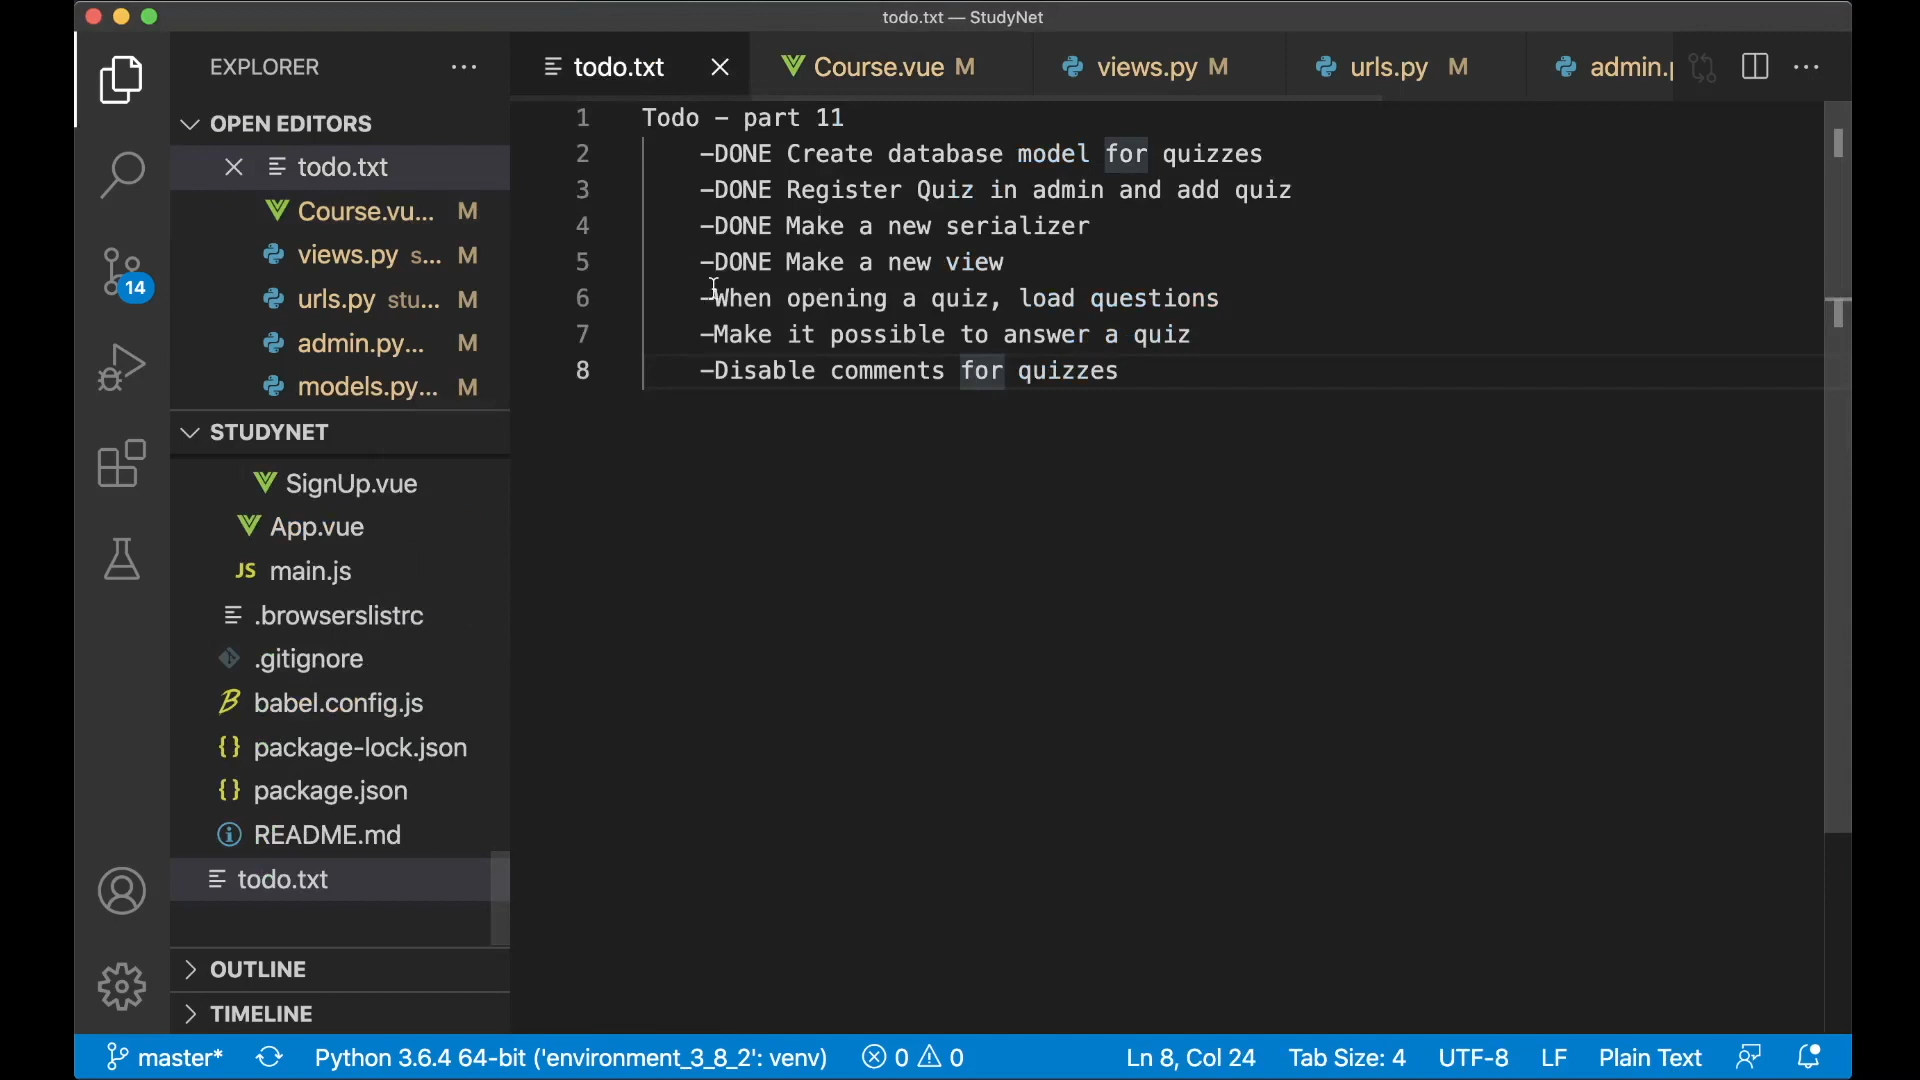 todo.txt — StudyNet
EXPLORER
todo.txt
Course.vue M
views.py M
urls.py M
admin.p
OPEN EDITORS
todo.txt
Course.vu... M
views.py s... M
urls.py stu... M
admin.py... M
models.py... M
STUDYNET
SignUp.vue
App.vue
JS main.js
.browserslistrc
.gitignore
babel.config.js
{} package-lock.json
{} package.json
README.md
todo.txt
OUTLINE
TIMELINE
14
1 Todo - part 11
2 -DONE Create database model for quizzes
3 -DONE Register Quiz in admin and add quiz
4 -DONE Make a new serializer
5 -DONE Make a new view
6 -When opening a quiz, load questions
7 -Make it possible to answer a quiz
8 -Disable comments for quizzes
master* Python 3.6.4 64-bit ('environment_3_8_2': venv) 0 0 Ln 8, Col 24 Tab Size: 4 UTF-8 LF Plain Text